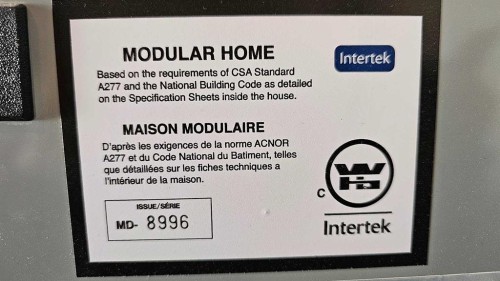 MODULAR HOME
Intertek
Based on the requirements of CSA Standard
A277 and the National Building Code as detailed
on the Specification Sheets inside the house.
MAISON MODULAIRE
D'après les exigences de la norme ACNOR
A277 et du Code National du Batiment, telles
que détaillées sur les fiches techniques a
l'intérieur de la maison.
ISSUE/SÉRIE
MD- 8996
C
WH
Intertek